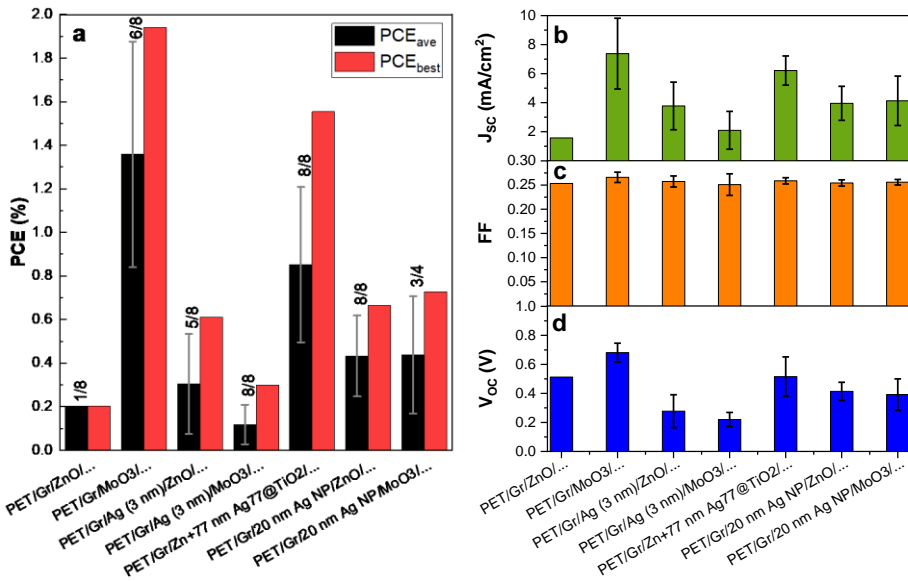 a
PCEave
PCEbest
PCE (%)
2.0
1.8
1.6
1.4
1.2
1.0
0.8
0.6
0.4
0.2
0.0
1/8
6/8
5/8
8/8
8/8
8/8
3/4
PET/Gr/ZnO/...
PET/Gr/MoO3/...
PET/Gr/Ag (3 nm)/ZnO/...
PET/Gr/Ag (3 nm)/MoO3/...
PET/Gr/Zn+77 nm Ag77@TiO2/...
PET/Gr/20 nm Ag NP/ZnO/...
PET/Gr/20 nm Ag NP/MoO3/...
b
JSC (mA/cm²)
10
8
6
4
2
0.30
c
FF
0.25
0.20
0.15
0.10
0.05
1.0
d
VOC (V)
0.8
0.6
0.4
0.2
0.0
PET/Gr/ZnO/...
PET/Gr/MoO3/...
PET/Gr/Ag (3 nm)/ZnO/...
PET/Gr/Ag (3 nm)/MoO3/...
PET/Gr/Zn+77 nm Ag77@TiO2/...
PET/Gr/20 nm Ag NP/ZnO/...
PET/Gr/20 nm Ag NP/MoO3/...